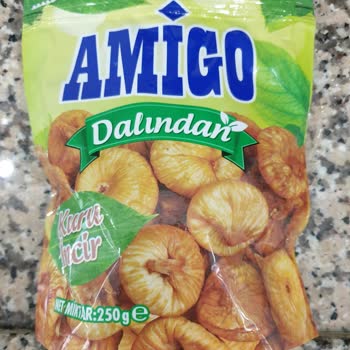 AMİGO
Dalından
Kuru
İncir
NET MİKTAR:250g e